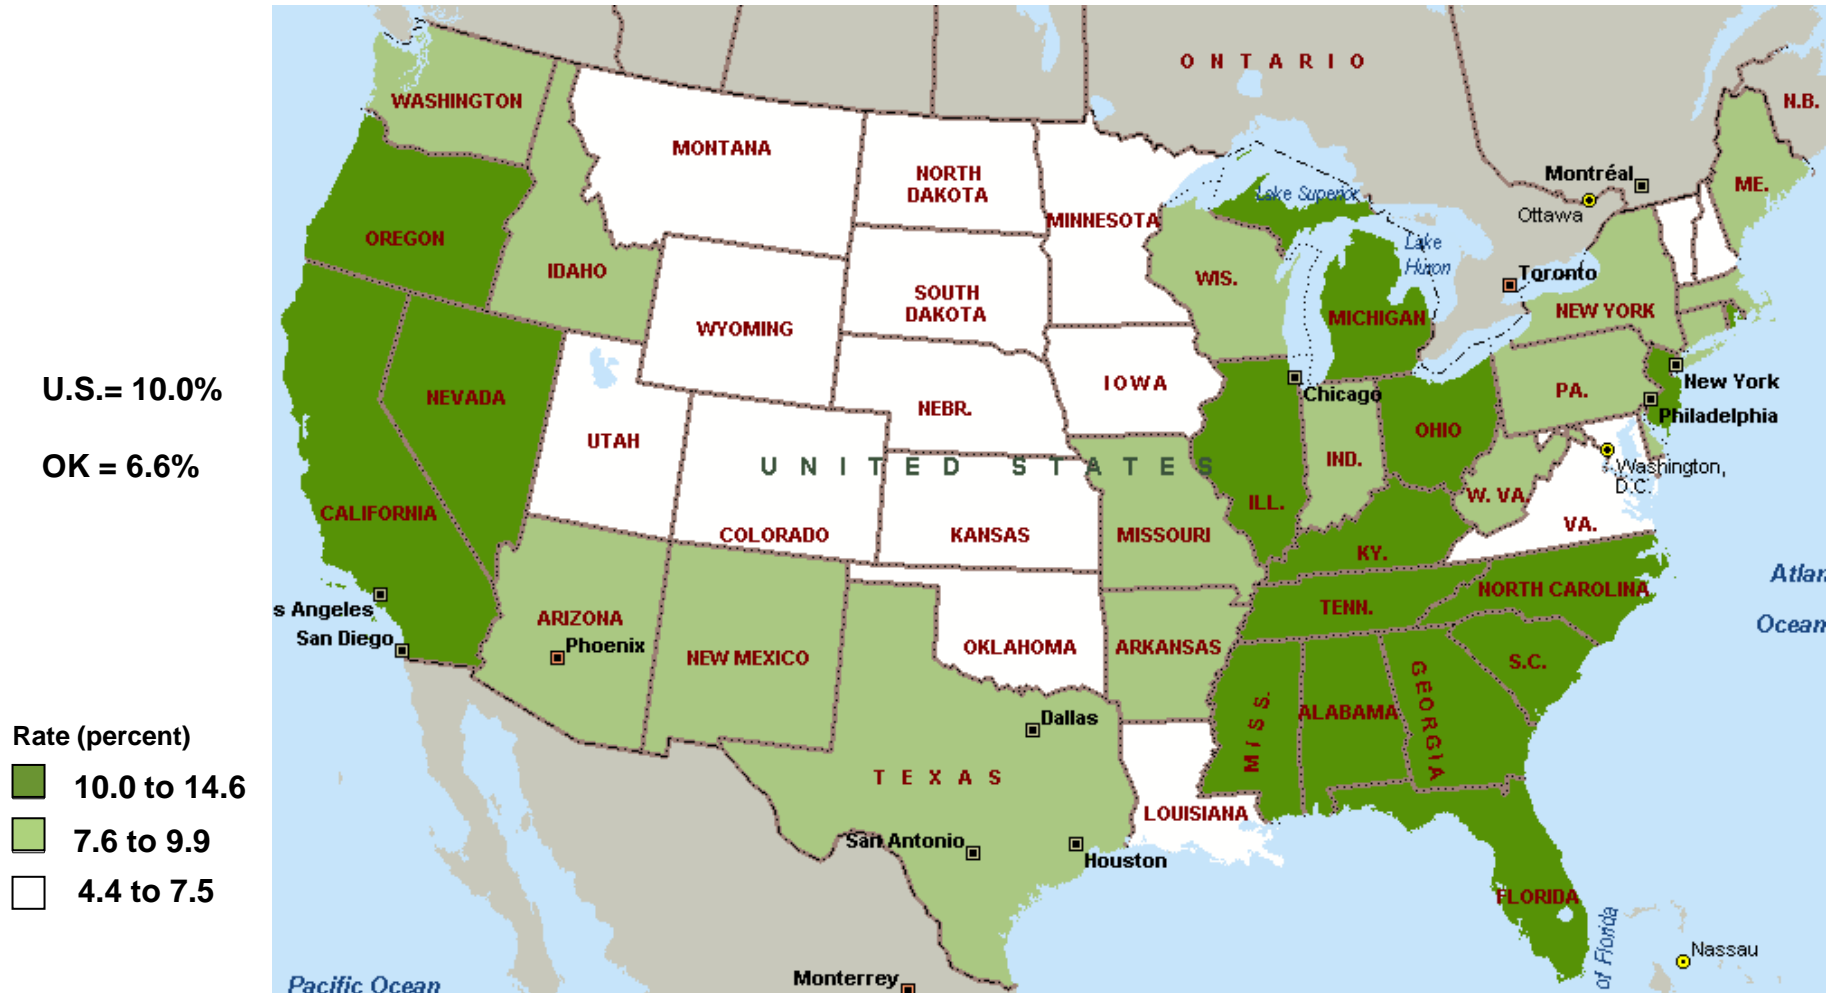 ONTARIO
N.B.
WASHINGTON
MONTANA
NORTH
DAKOTA
MINNESOTA
Lake Superior
Montréal
Ottawa
ME.
OREGON
IDAHO
WIS.
Lake
Huron
Toronto
SOUTH
DAKOTA
WYOMING
MICHIGAN
NEW YORK
U.S.= 10.0%
NEVADA
IOWA
NEBR.
Chicago
PA.
New York
Philadelphia
UTAH
OHIO
OK = 6.6%
UNITED STATES
IND.
Washington,
D.C.
W. VA.
CALIFORNIA
COLORADO
KANSAS
MISSOURI
ILL.
KY.
VA.
Atlan
Ocean
s Angeles
San Diego
ARIZONA
Phoenix
NEW MEXICO
OKLAHOMA
ARKANSAS
TENN.
NORTH CAROLINA
S.C.
MISS.
ALABAMA
GEORGIA
Dallas
TEXAS
LOUISIANA
San Antonio
Houston
FLORIDA
of Florida
Nassau
Monterrey
Pacific Ocean
Rate (percent)
10.0 to 14.6
7.6 to 9.9
4.4 to 7.5